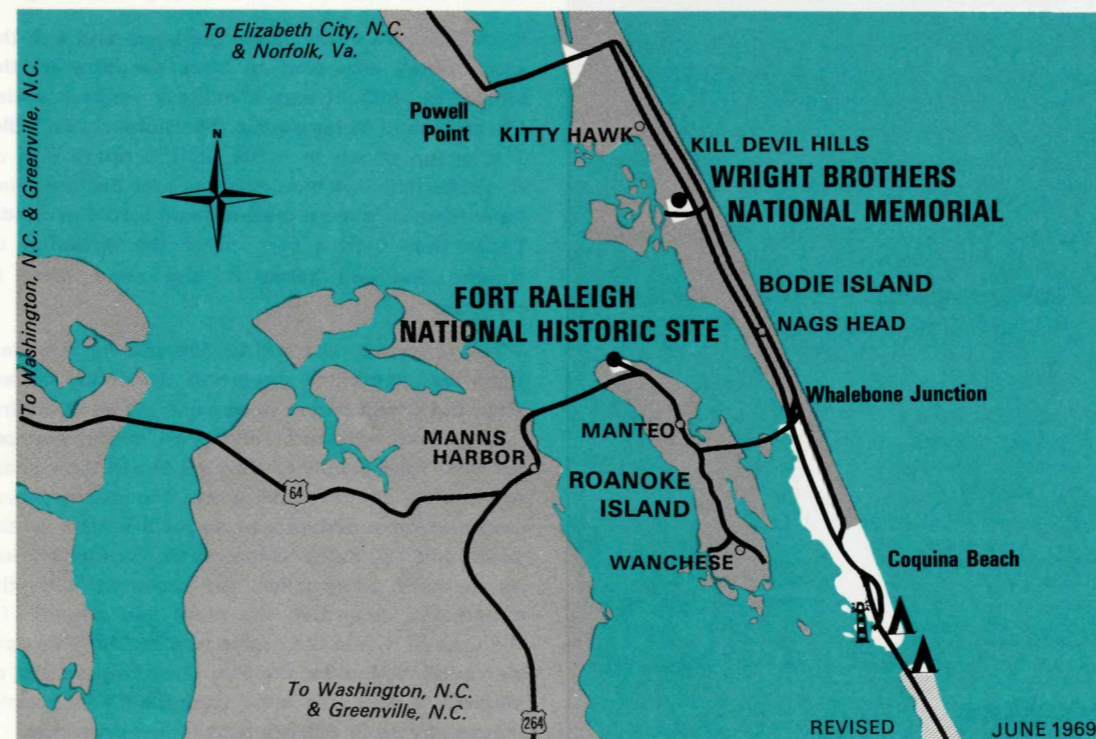 To Elizabeth City, N.C.
& Norfolk, Va.
To Washington, N.C. & Greenville, N.C.
N
Powell
Point
KITTY HAWK
KILL DEVIL HILLS
WRIGHT BROTHERS
NATIONAL MEMORIAL
BODIE ISLAND
FORT RALEIGH
NATIONAL HISTORIC SITE
NAGS HEAD
Whalebone Junction
MANNS
HARBOR
MANTEO
ROANOKE
ISLAND
64
WANCHESE
Coquina Beach
To Washington, N.C.
& Greenville, N.C.
264
REVISED JUNE 1969